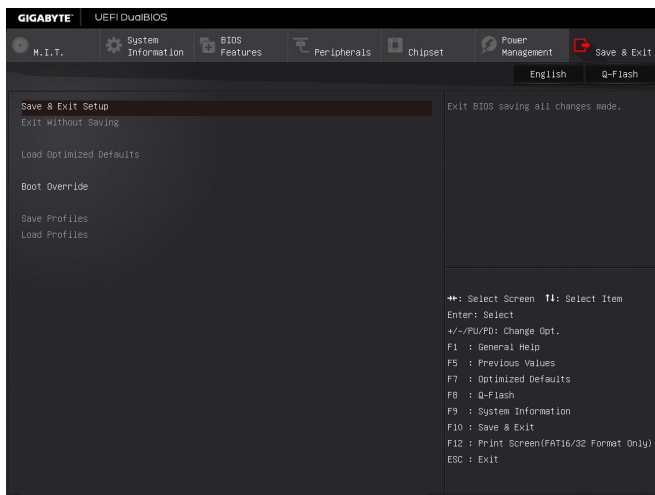 GIGABYTE™ UEFI DualBIOS
M.I.T.
System Information
BIOS Features
Peripherals
Chipset
Power Management
Save & Exit
English
Q-Flash
Save & Exit Setup
Exit Without Saving
Load Optimized Defaults
Boot Override
Save Profiles
Load Profiles
Exit BIOS saving all changes made.
→←: Select Screen ↑↓: Select Item
Enter: Select
+/-/PU/PD: Change Opt.
F1 : General Help
F5 : Previous Values
F7 : Optimized Defaults
F8 : Q-Flash
F9 : System Information
F10 : Save & Exit
F12 : Print Screen(FAT16/32 Format Only)
ESC : Exit